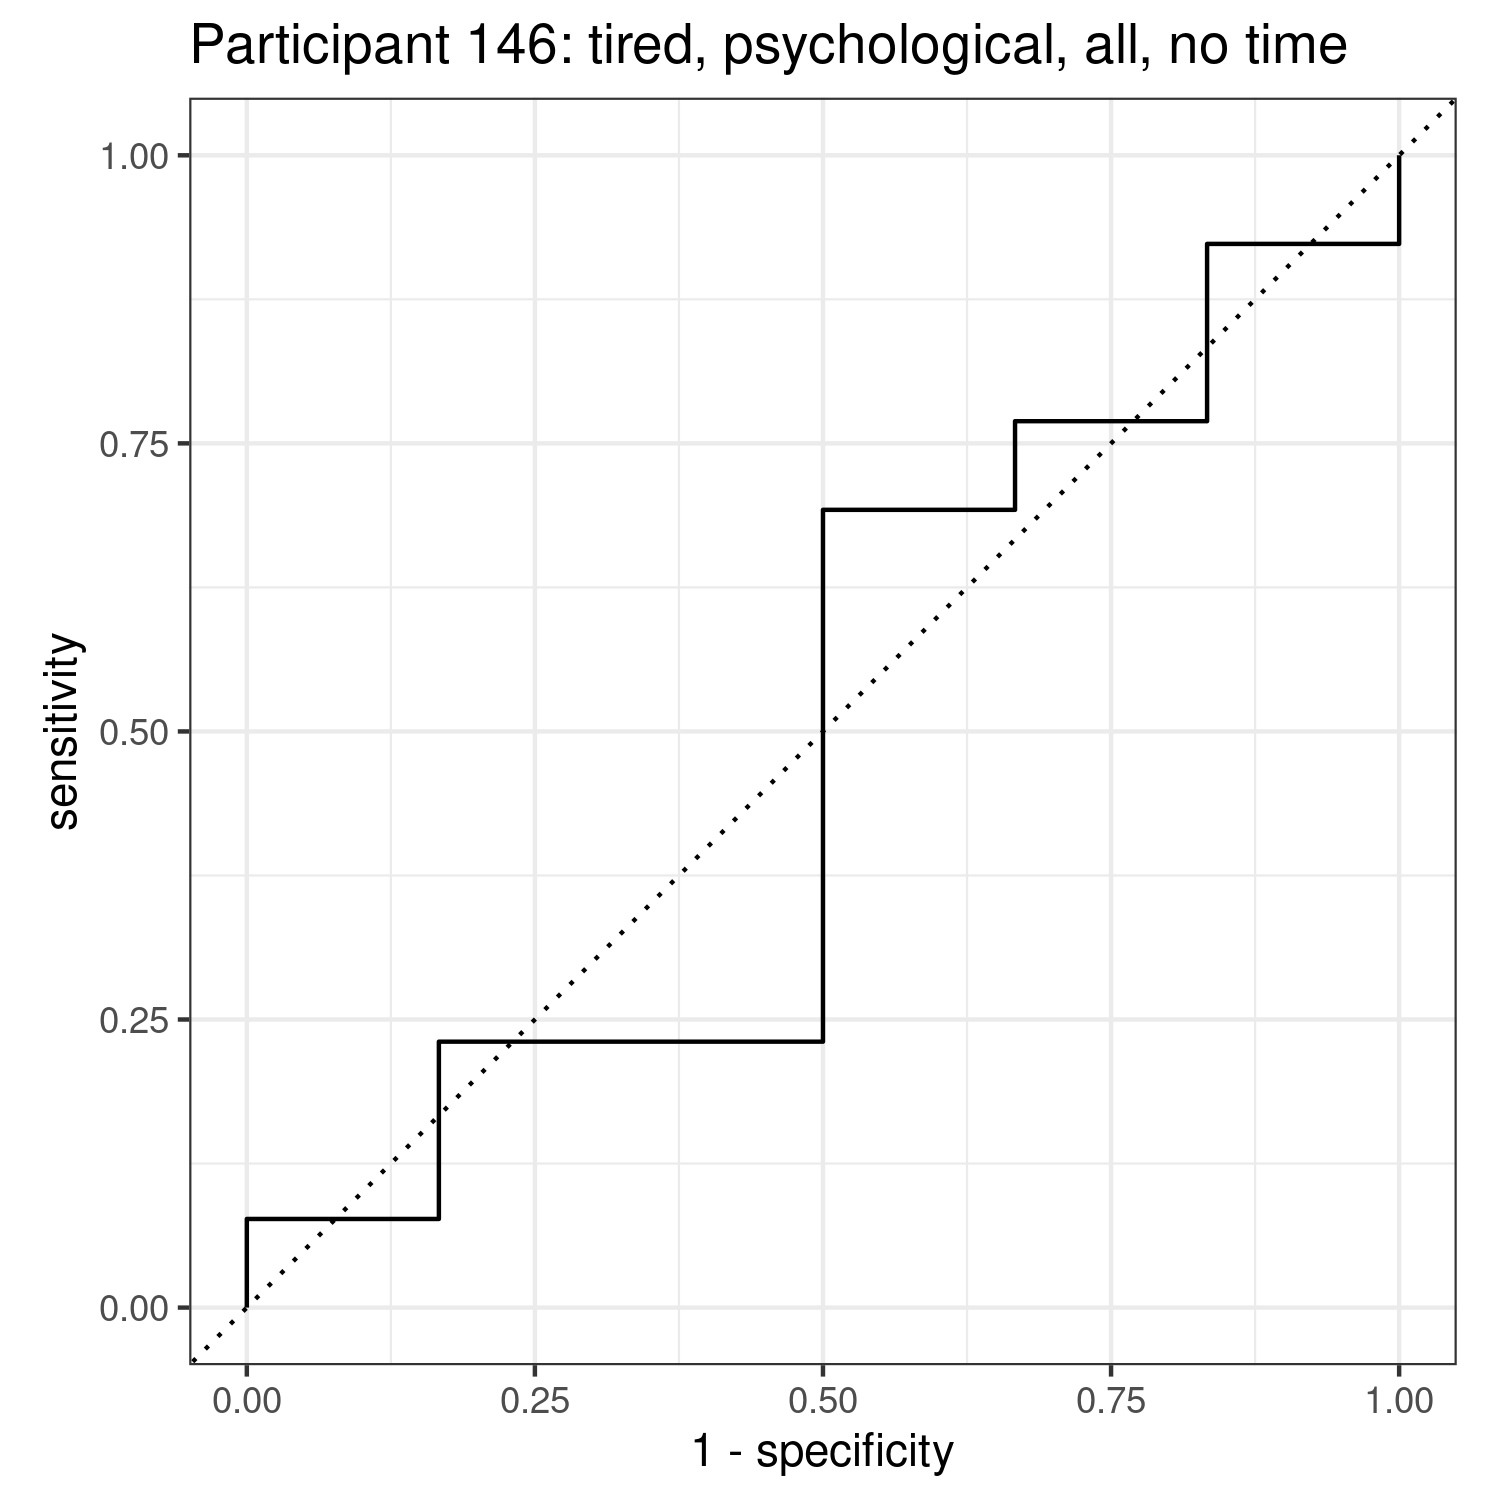 Participant 146: tired, psychological, all, no time
1.00
0.75
0.50
0.25
0.00
sensitivity
0.00 0.25 0.50 0.75 1.00
1 - specificity